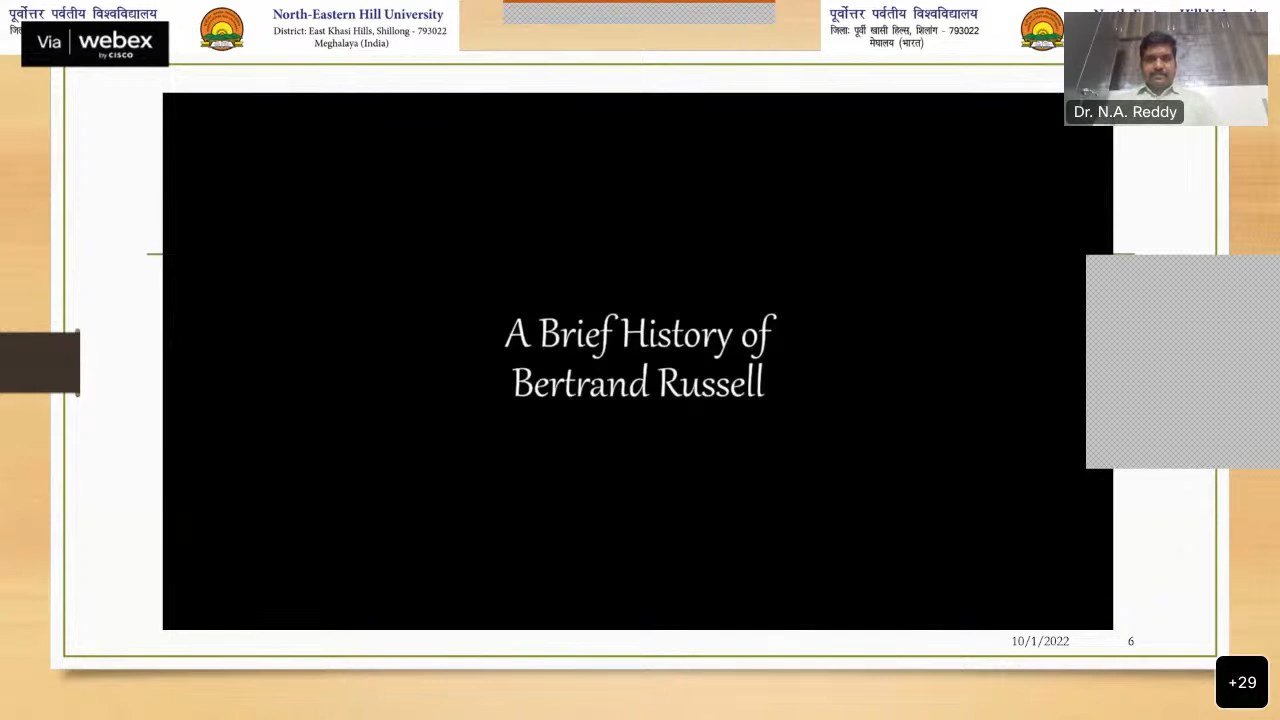 पूर्वोत्तर पर्वतीय विश्वविद्यालय
North-Eastern Hill University
District: East Khasi Hills, Shillong - 793022
Meghalaya (India)
पूर्वोत्तर पर्वतीय विश्वविद्यालय
जिला: पूर्वी खासी हिल्स, शिलांग - 793022
मेघालय (भारत)
Via webex
by CISCO
Dr. N.A. Reddy
A Brief History of
Bertrand Russell
10/1/2022 6
+29